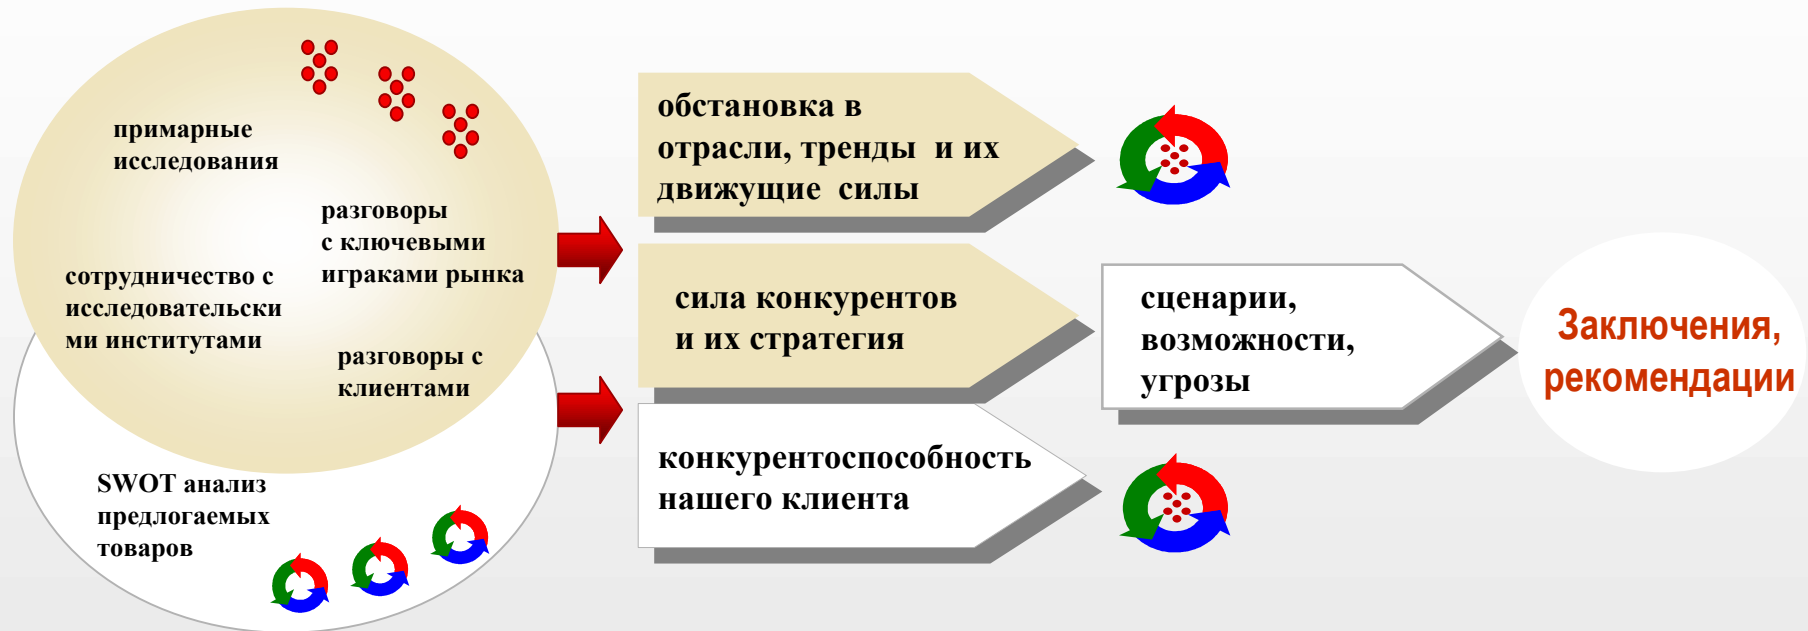 примарные
исследования
разговоры
с ключевыми
играками рынка
сотрудничество с
исследовательски
ми институтами
разговоры с
клиентами
SWOT анализ
предлогаемых
товаров
обстановка в
отрасли, тренды и их
движущие силы
сила конкурентов
и их стратегия
конкурентоспособность
нашего клиента
сценарии,
возможности,
угрозы
Заключения,
рекомендации